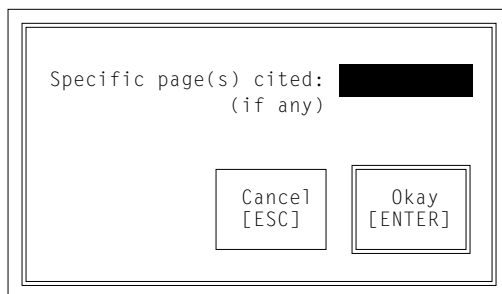 Specific page(s) cited:
(if any)
Cancel
[ESC]
Okay
[ENTER]